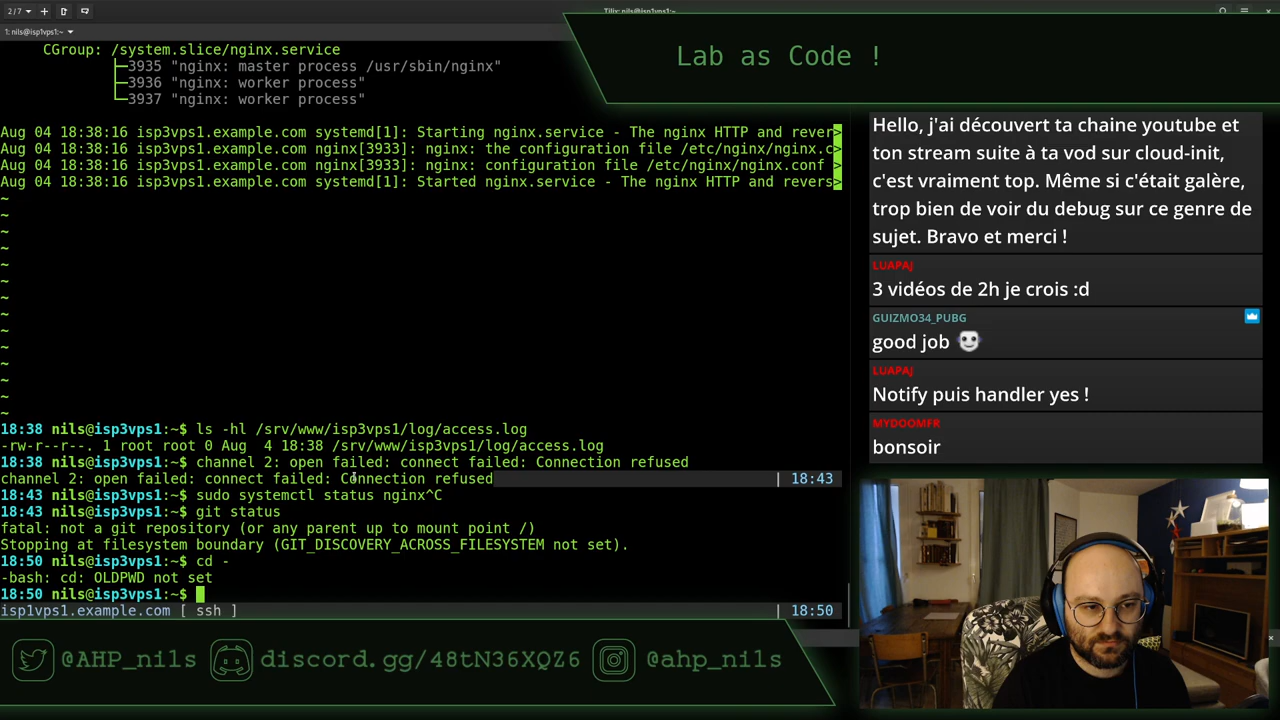 2/7
Tilix: nils@isp1vps1:~
1: nils@isp1vps1:~
CGroup: /system.slice/nginx.service
├─3935 "nginx: master process /usr/sbin/nginx"
├─3936 "nginx: worker process"
└─3937 "nginx: worker process"
Aug 04 18:38:16 isp3vps1.example.com systemd[1]: Starting nginx.service - The nginx HTTP and rever>
Aug 04 18:38:16 isp3vps1.example.com nginx[3933]: nginx: the configuration file /etc/nginx/nginx.c>
Aug 04 18:38:16 isp3vps1.example.com nginx[3933]: nginx: configuration file /etc/nginx/nginx.conf >
Aug 04 18:38:16 isp3vps1.example.com systemd[1]: Started nginx.service - The nginx HTTP and revers>
~
~
~
~
~
~
~
~
~
~
~
~
~
~
18:38 nils@isp3vps1:~$ ls -hl /srv/www/isp3vps1/log/access.log
-rw-r--r--. 1 root root 0 Aug  4 18:38 /srv/www/isp3vps1/log/access.log
18:38 nils@isp3vps1:~$ channel 2: open failed: connect failed: Connection refused
channel 2: open failed: connect failed: Connection refused | 18:43
18:43 nils@isp3vps1:~$ sudo systemctl status nginx^C
18:43 nils@isp3vps1:~$ git status
fatal: not a git repository (or any parent up to mount point /)
Stopping at filesystem boundary (GIT_DISCOVERY_ACROSS_FILESYSTEM not set).
18:50 nils@isp3vps1:~$ cd -
-bash: cd: OLDPWD not set
18:50 nils@isp3vps1:~$
isp1vps1.example.com [ ssh ] | 18:50
Lab as Code !
Hello, j'ai découvert ta chaine youtube et
ton stream suite à ta vod sur cloud-init,
c'est vraiment top. Même si c'était galère,
trop bien de voir du debug sur ce genre de
sujet. Bravo et merci !
LUAPAJ
3 vidéos de 2h je crois :d
GUIZMO34_PUBG
good job
LUAPAJ
Notify puis handler yes !
MYDOOMFR
bonsoir
@AHP_nils discord.gg/48tN36XQZ6 @ahp_nils